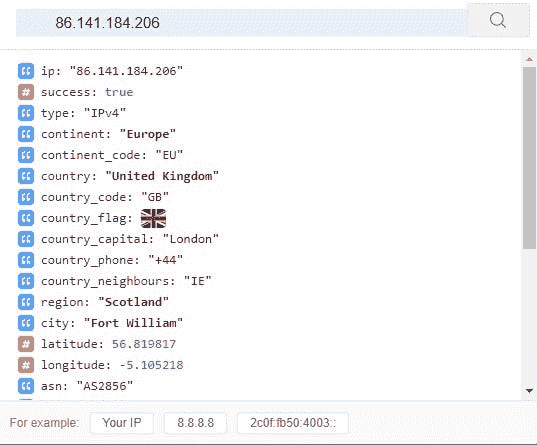 86.141.184.206
ip: "86.141.184.206"
success: true
type: "IPv4"
continent: "Europe"
continent_code: "EU"
country: "United Kingdom"
country_code: "GB"
country_flag:
country_capital: "London"
country_phone: "+44"
country_neighbours: "IE"
region: "Scotland"
city: "Fort William"
latitude: 56.819817
longitude: -5.105218
asn: "AS2856"
For example: Your IP 8.8.8.8 2c0f:fb50:4003::